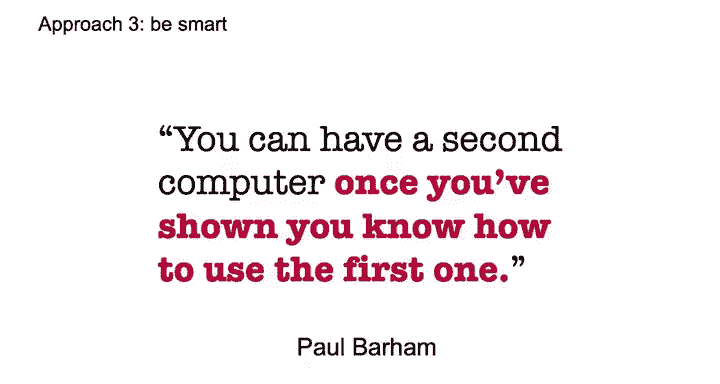 Approach 3: be smart
“You can have a second
computer once you’ve
shown you know how
to use the first one.”
Paul Barham